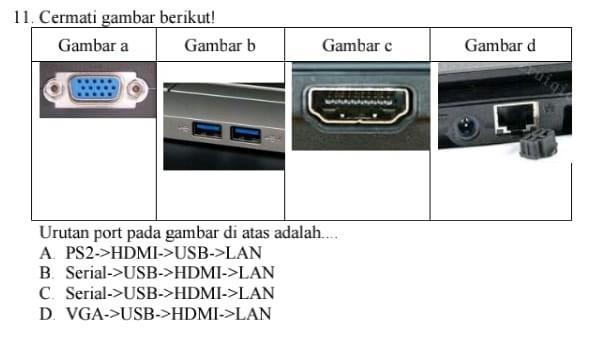 11. Cermati gambar berikut!
Gambar a Gambar b Gambar c Gambar d
Urutan port pada gambar di atas adalah....
A. PS2->HDMI->USB->LAN
B. Serial->USB->HDMI->LAN
C. Serial->USB->HDMI->LAN
D. VGA->USB->HDMI->LAN